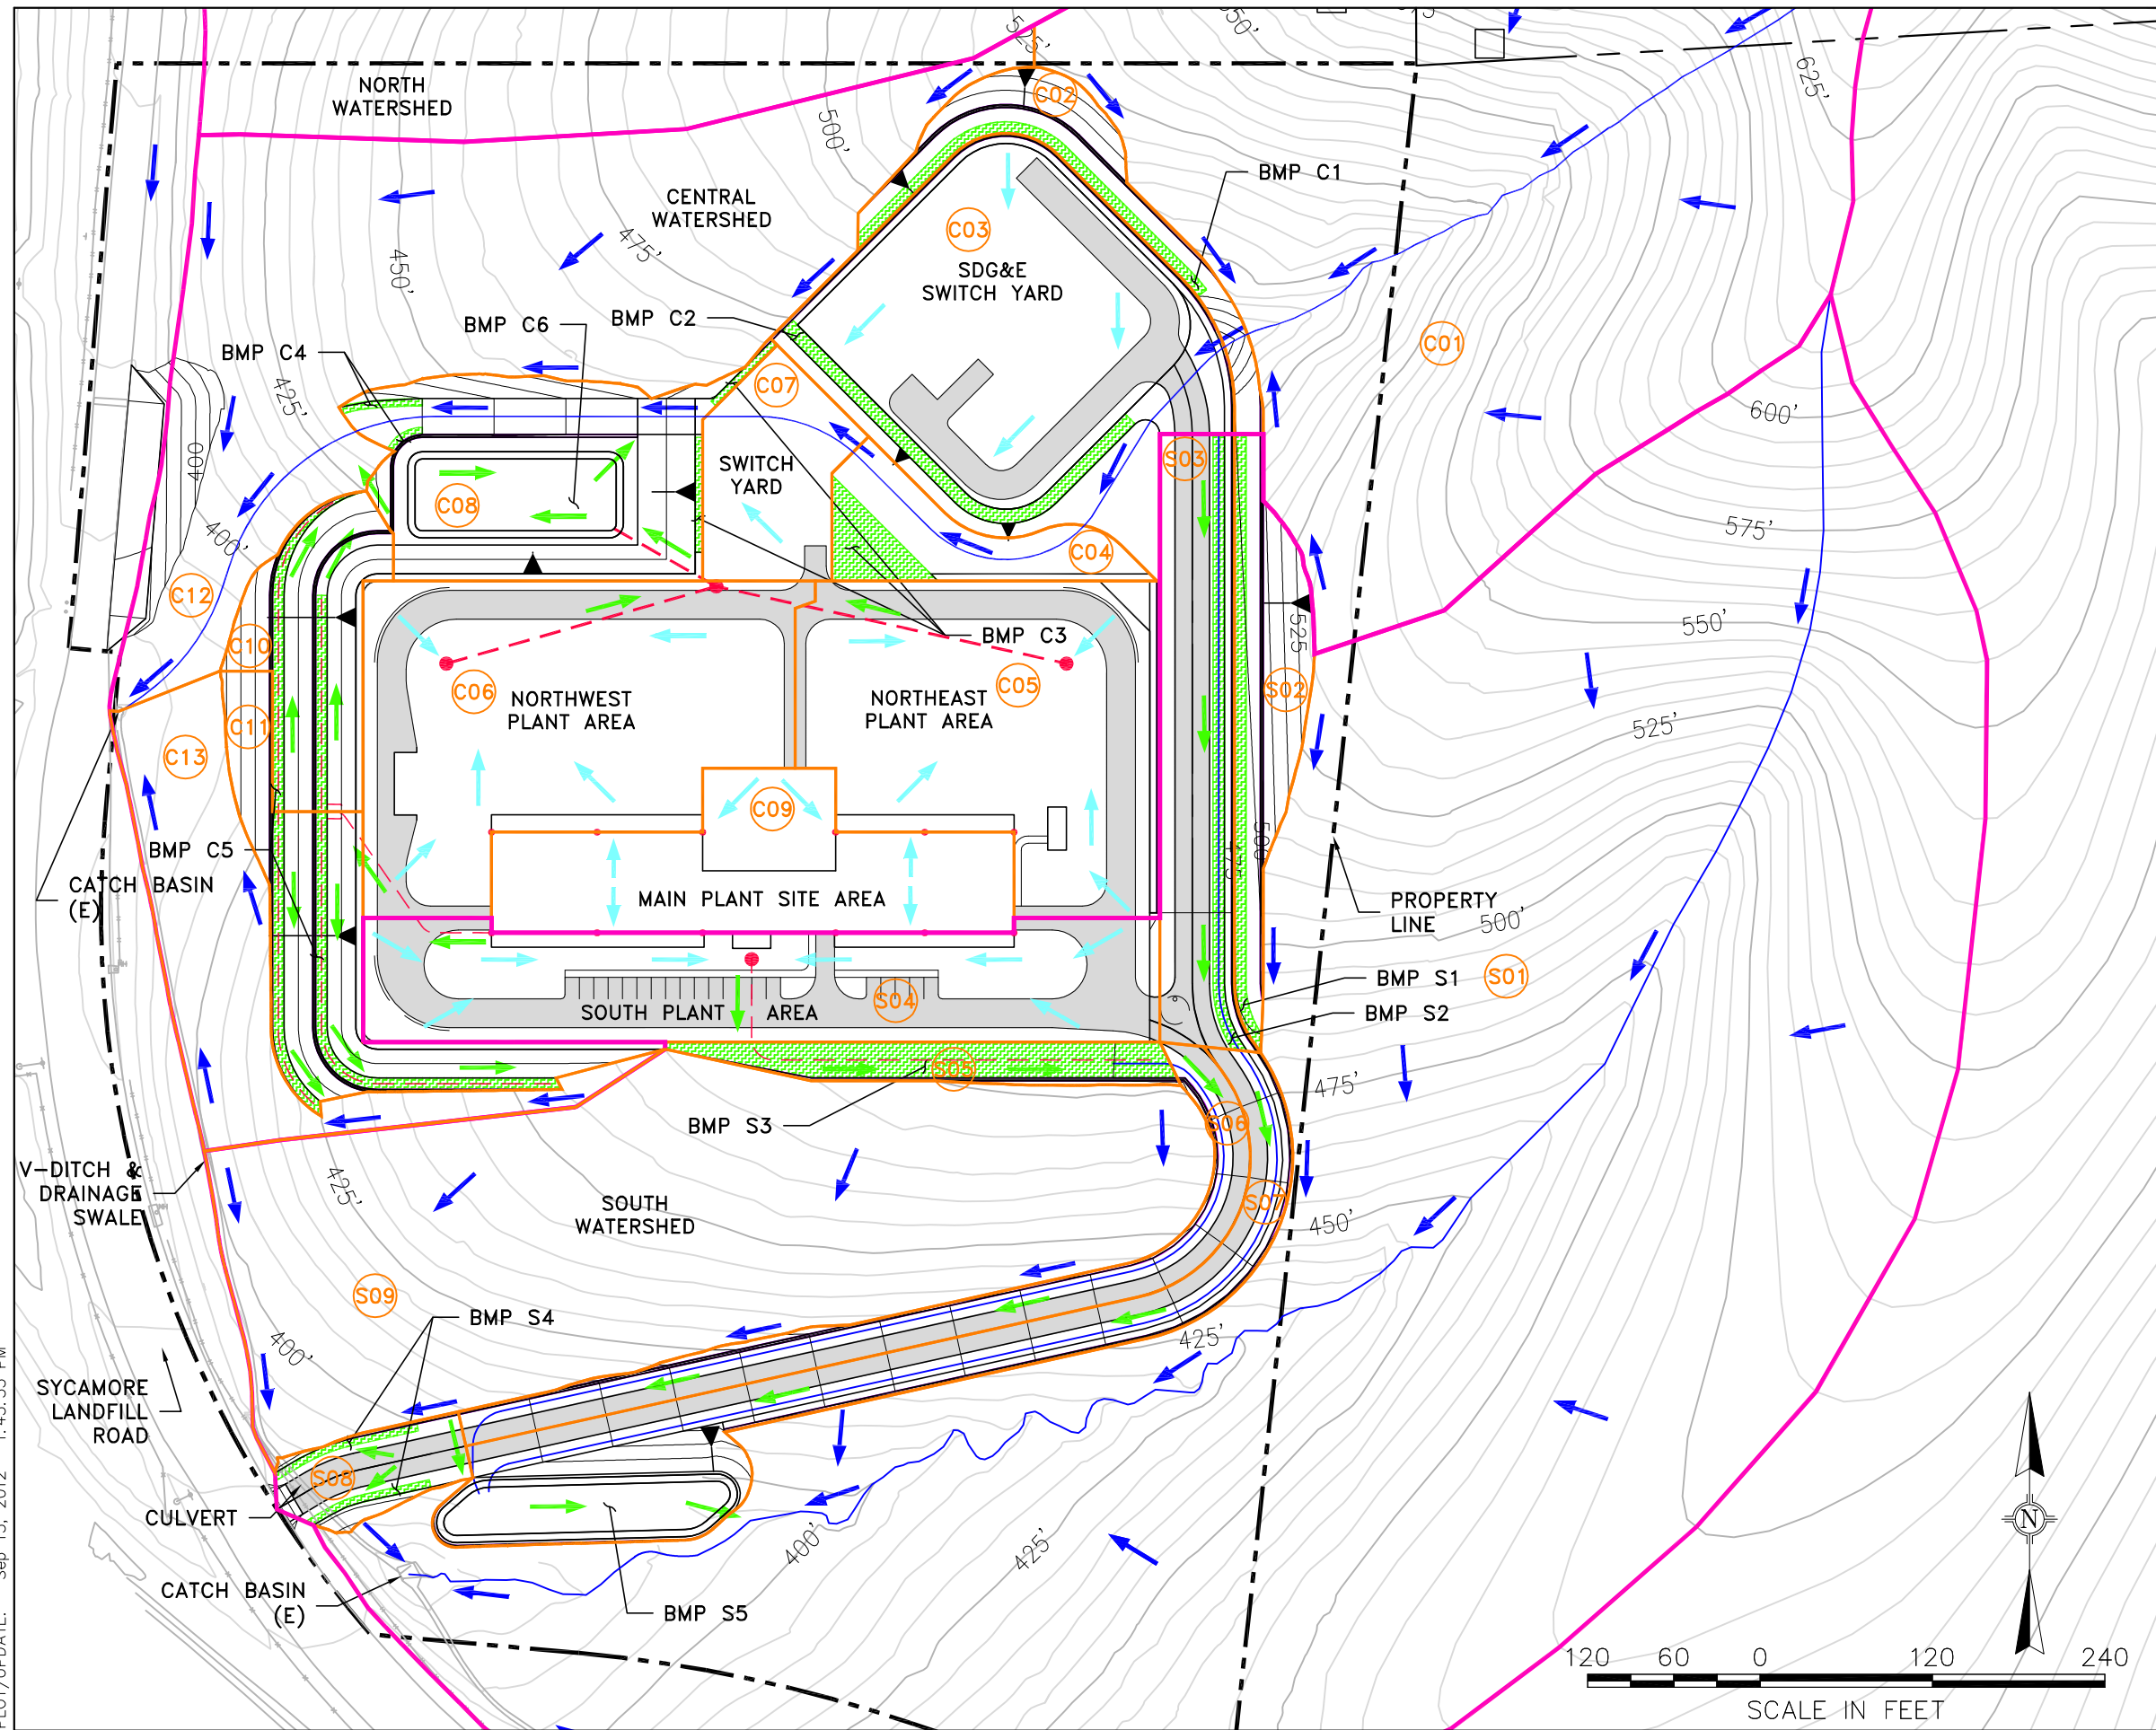 525'
NORTH
WATERSHED
625'
C02
500'
BMP C1
CENTRAL
WATERSHED
475'
C03
450'
SDG&E
SWITCH YARD
BMP C6
BMP C2
BMP C4
C01
C07
425'
600'
400
SWITCH
YARD
S03
C08
575'
400'
C04
C12
550'
C10
525
BMP C3
C06
C05
S02
NORTHWEST
PLANT AREA
NORTHEAST
PLANT AREA
525'
C11
C13
C09
500
475
BMP C5
CATCH BASIN
(E)
MAIN PLANT SITE AREA
PROPERTY
LINE
500'
BMP S1
S01
S04
SOUTH PLANT AREA
BMP S2
S05
475'
BMP S3
S06
V-DITCH &
DRAINAGE
SWALE
425'
SOUTH
WATERSHED
S07
450'
S09
BMP S4
400'
425'
SYCAMORE
LANDFILL
ROAD
S08
CULVERT
N
400'
425'
CATCH BASIN
(E)
BMP S5
120 60 0 120 240
SCALE IN FEET